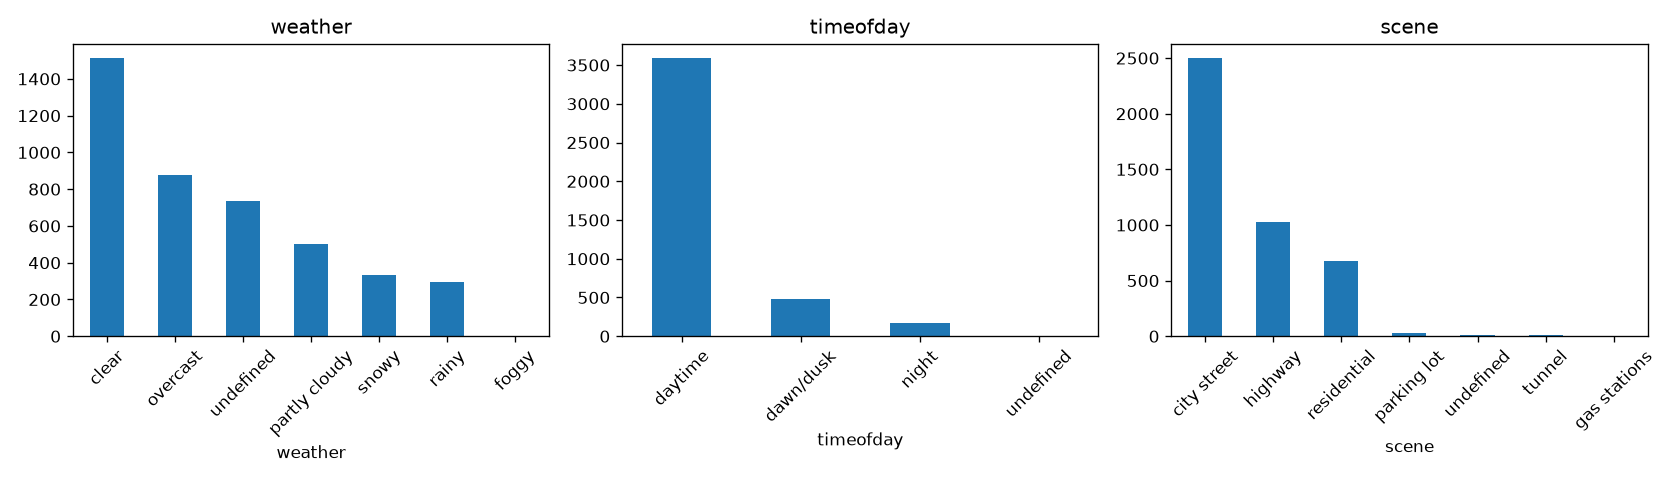 weather
1400
1200
1000
800
600
400
200
0
clear
overcast
undefined
partly cloudy
snowy
rainy
foggy
weather
timeofday
3500
3000
2500
2000
1500
1000
500
0
daytime
dawn/dusk
night
undefined
timeofday
scene
2500
2000
1500
1000
500
0
city street
highway
residential
parking lot
undefined
tunnel
gas stations
scene